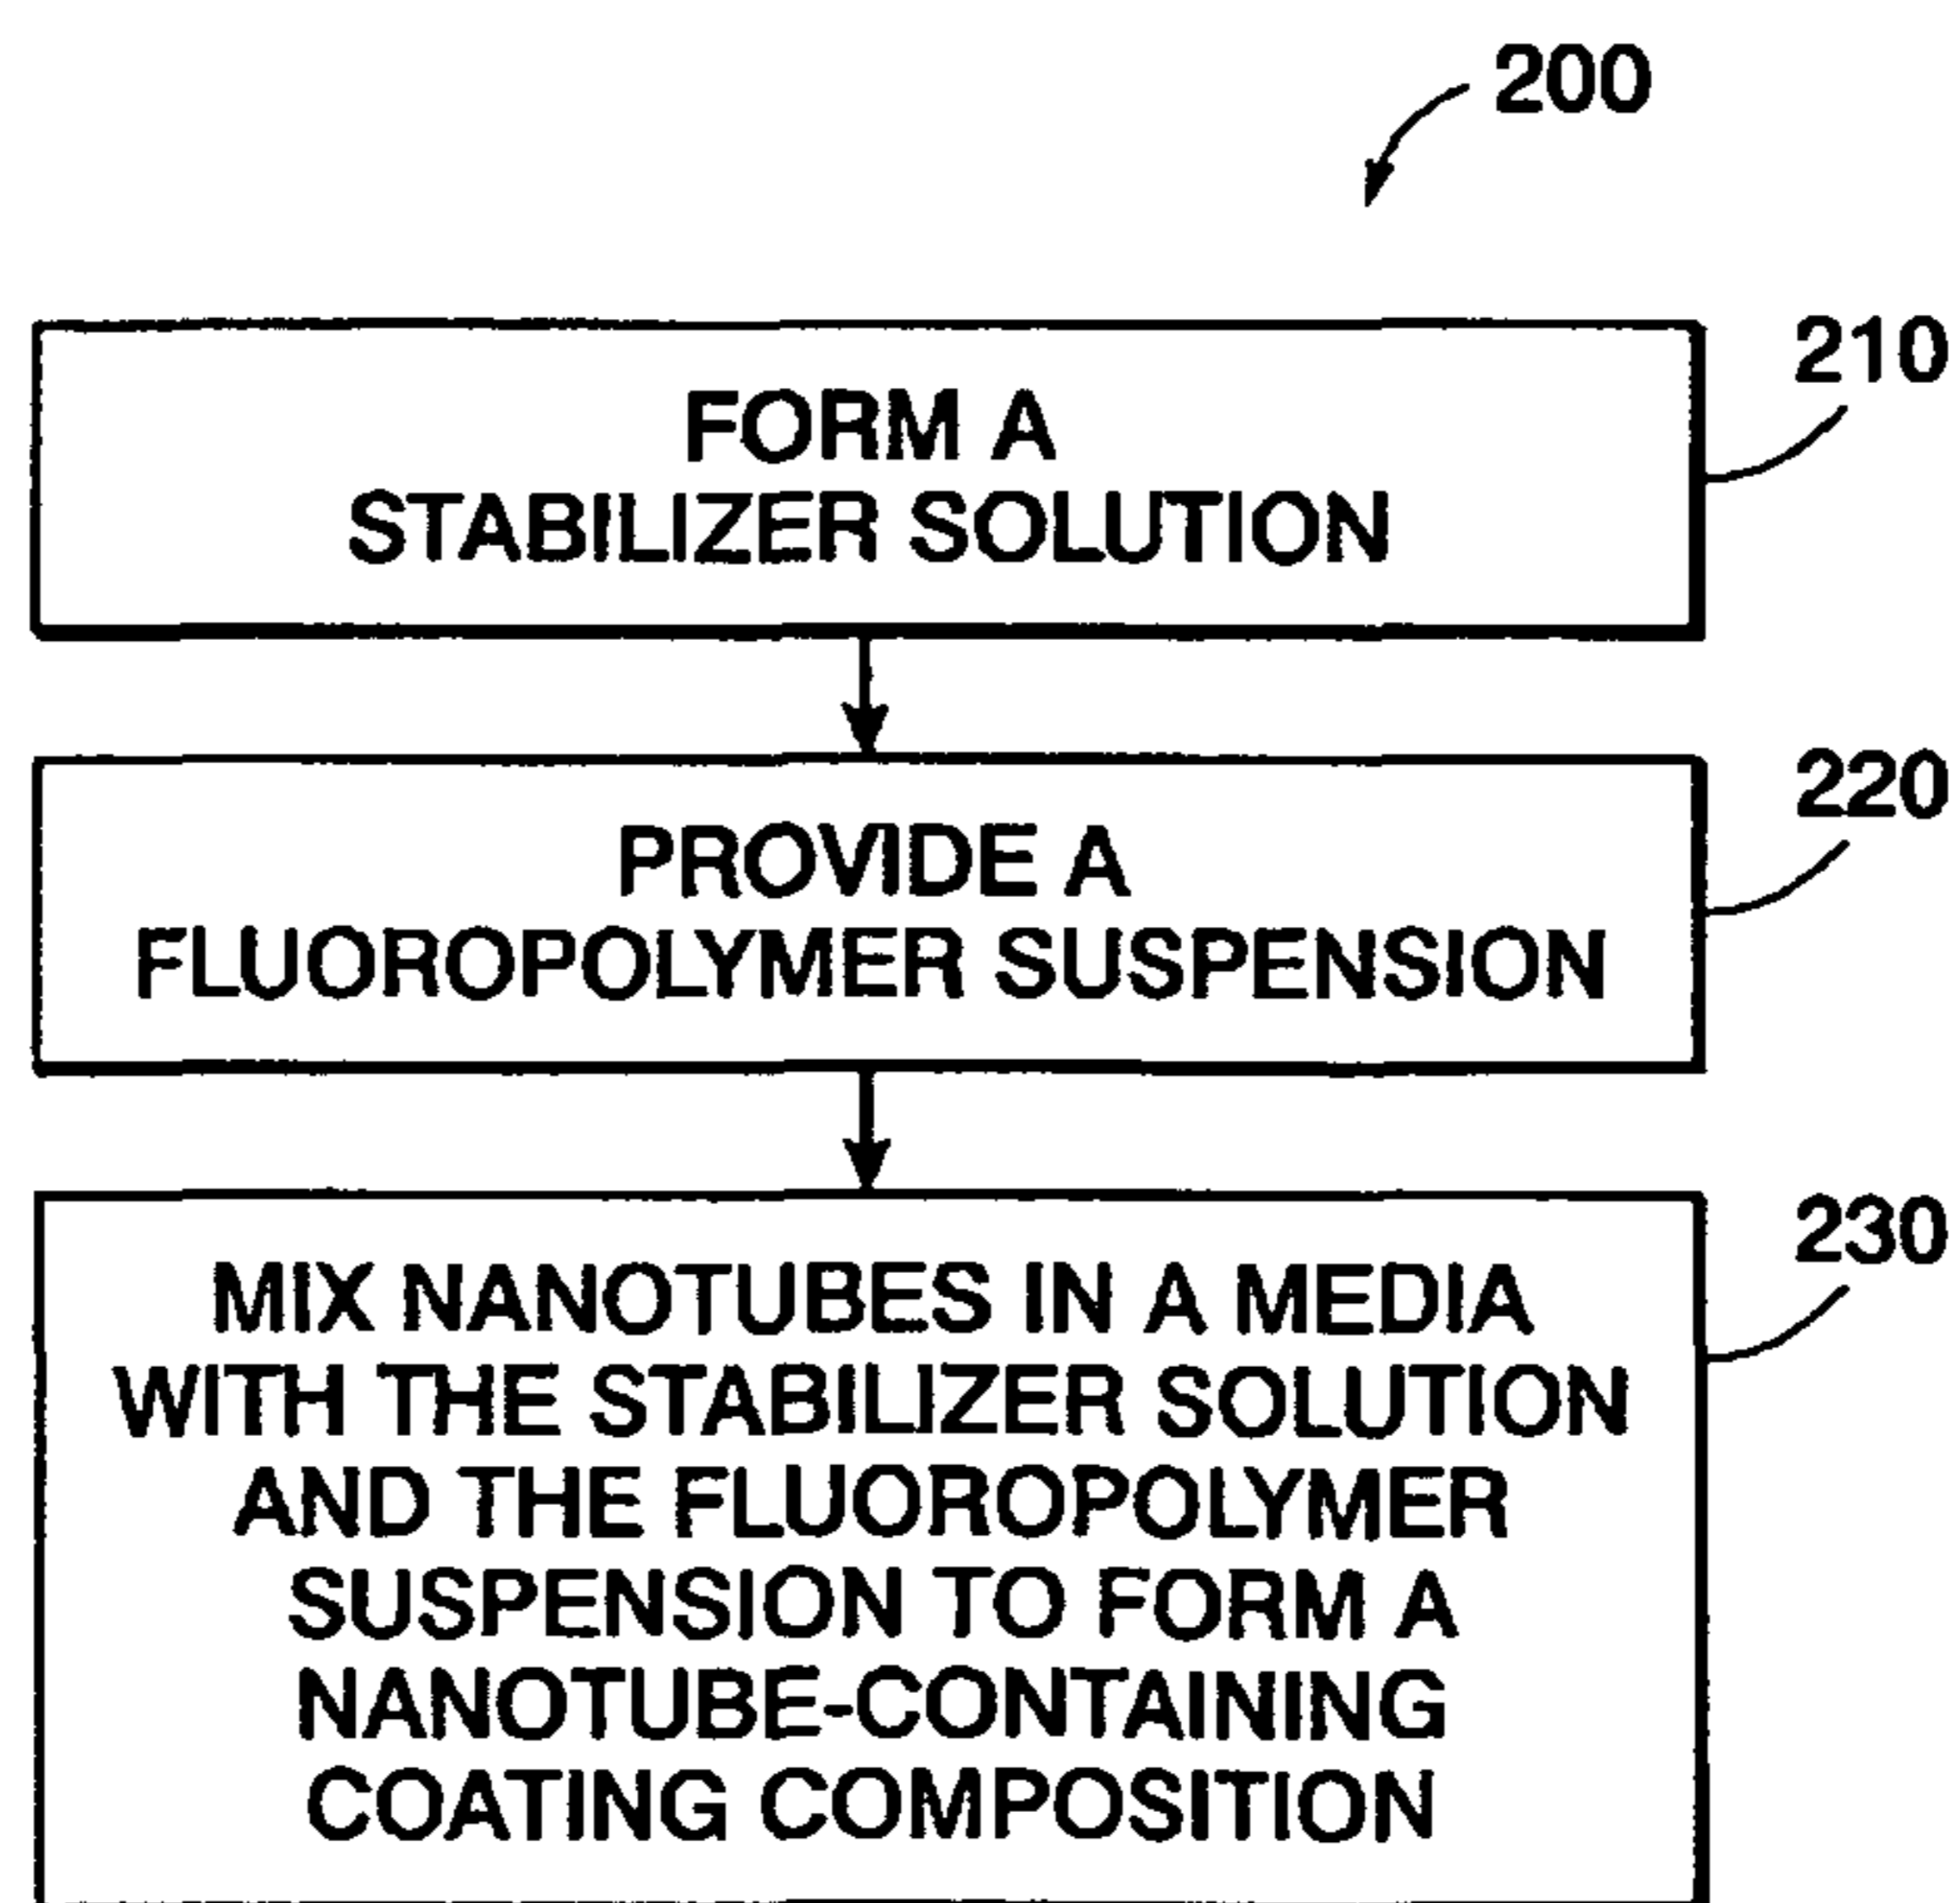 200
210
FORM A
STABILIZER SOLUTION
220
PROVIDE A
FLUOROPOLYMER SUSPENSION
230
MIX NANOTUBES IN A MEDIA
WITH THE STABILIZER SOLUTION
AND THE FLUOROPOLYMER
SUSPENSION TO FORM A
NANOTUBE-CONTAINING
COATING COMPOSITION